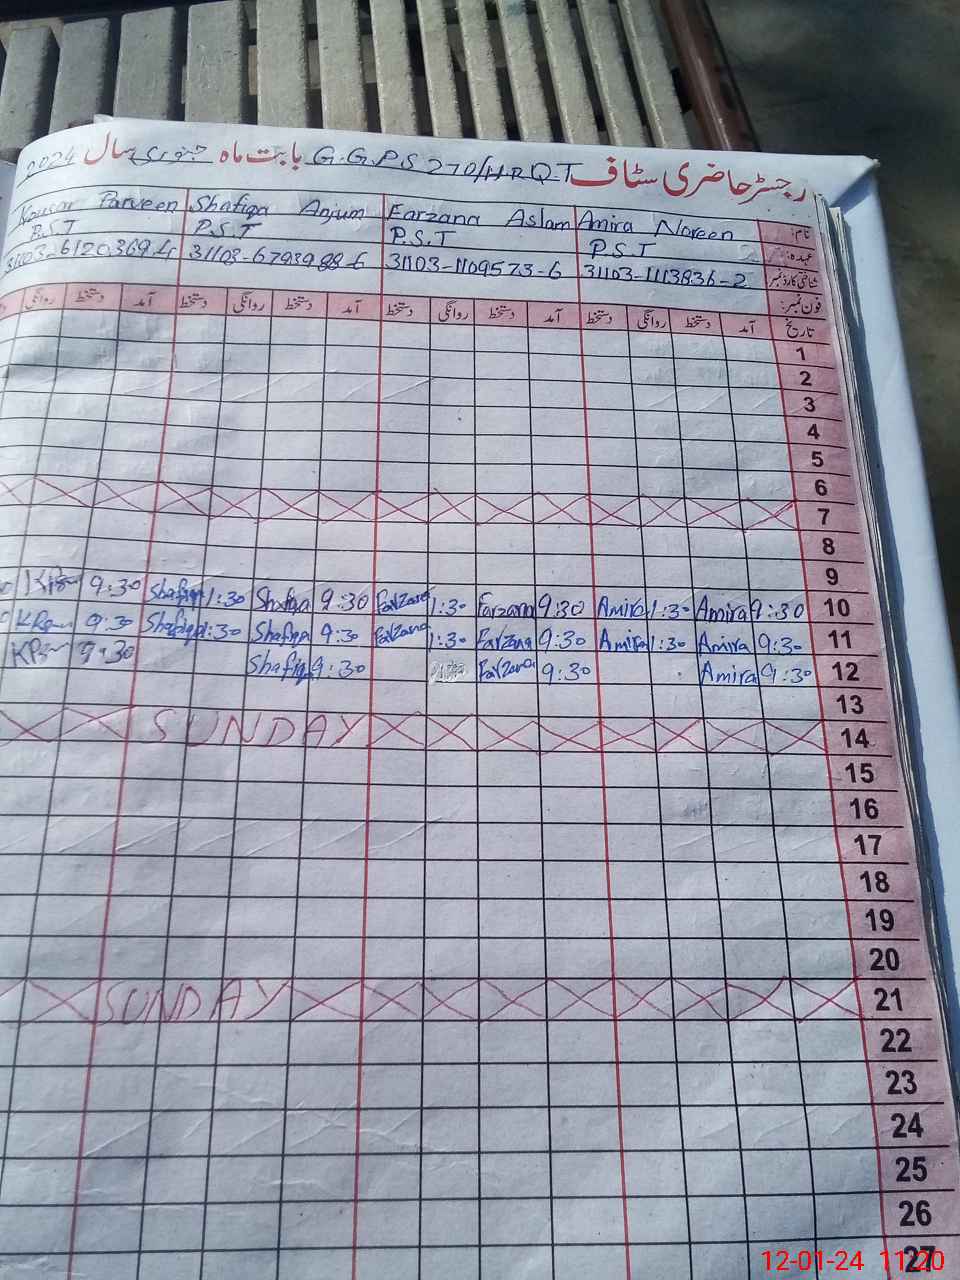 رجسٹر حاضری سٹاف G.G.P.S 270/HRQ.T بابت ماہ جنوری سال 2024
نام: Amira Noreen Farzana Aslam Shafiqa Anjum Kousar Parveen
عہدہ: P.S.T P.S.T P.S.T P.S.T
شناختی کارڈ نمبر 31103-1113836-2 31103-1109573-6 31103-6793988-6 31103-6120369-4
فون نمبر:
تاریخ آمد دستخط روانگی دستخط آمد دستخط روانگی دستخط آمد دستخط روانگی دستخط آمد دستخط روانگی
1
2
3
4
5
6
7
8
9
10 9:30 Amira 1:30 Amira 9:30 Farzana 1:30 Farzana 9:30 Shafiqa 1:30 Shafiqa 9:30
11 9:30 Amira 1:30 Amira 9:30 Farzana 1:30 Farzana 9:30 Shafiqa 1:30 Shafiqa 9:30
12 9:30 Amira 9:30 Farzana 9:30 Shafiqa 9:30
13
14 SUNDAY
15
16
17
18
19
20
21 SUNDAY
22
23
24
25
26
27
12-01-24 11:20